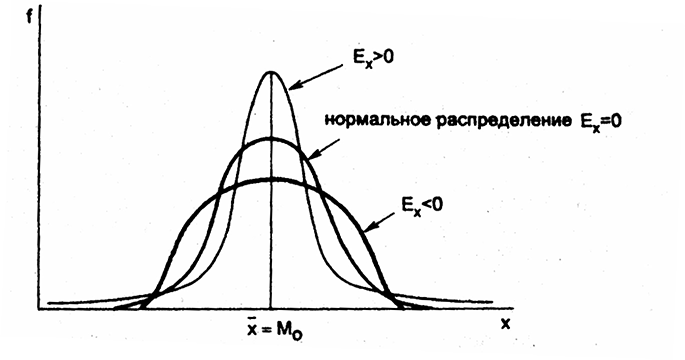 f
Eₓ>0
нормальное распределение Eₓ=0
Eₓ<0
x̄ = Mₒ
x